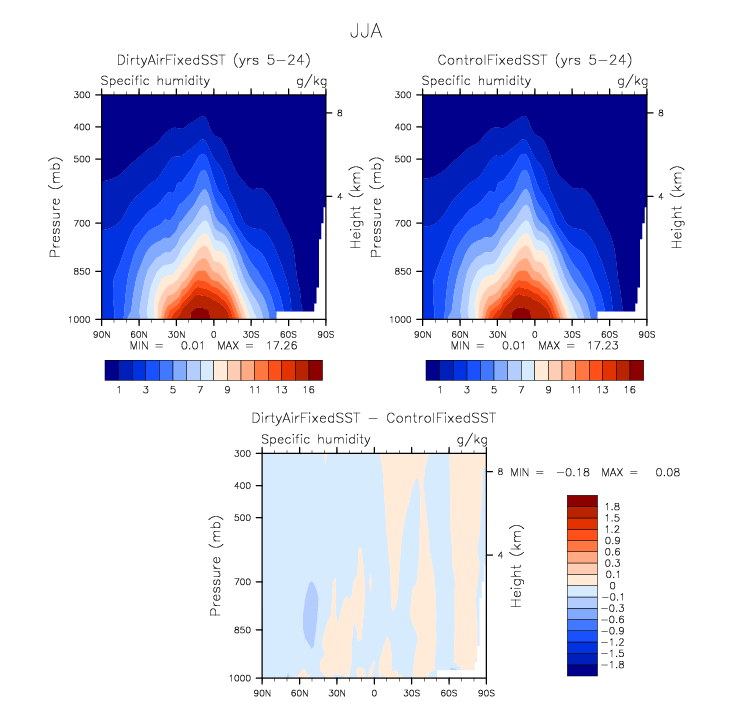 JJA
DirtyAirFixedSST (yrs 5-24)
Specific humidity g/kg
300
400
500
700
850
1000
Pressure (mb)
8
4
Height (km)
90N 60N 30N 0 30S 60S 90S
MIN = 0.01 MAX = 17.26
1 3 5 7 9 11 13 16
ControlFixedSST (yrs 5-24)
Specific humidity g/kg
300
400
500
700
850
1000
Pressure (mb)
8
4
Height (km)
90N 60N 30N 0 30S 60S 90S
MIN = 0.01 MAX = 17.23
1 3 5 7 9 11 13 16
DirtyAirFixedSST - ControlFixedSST
Specific humidity g/kg
300
400
500
700
850
1000
Pressure (mb)
8
4
Height (km)
90N 60N 30N 0 30S 60S 90S
MIN = -0.18 MAX = 0.08
1.8
1.5
1.2
0.9
0.6
0.3
0.1
0
-0.1
-0.3
-0.6
-0.9
-1.2
-1.5
-1.8